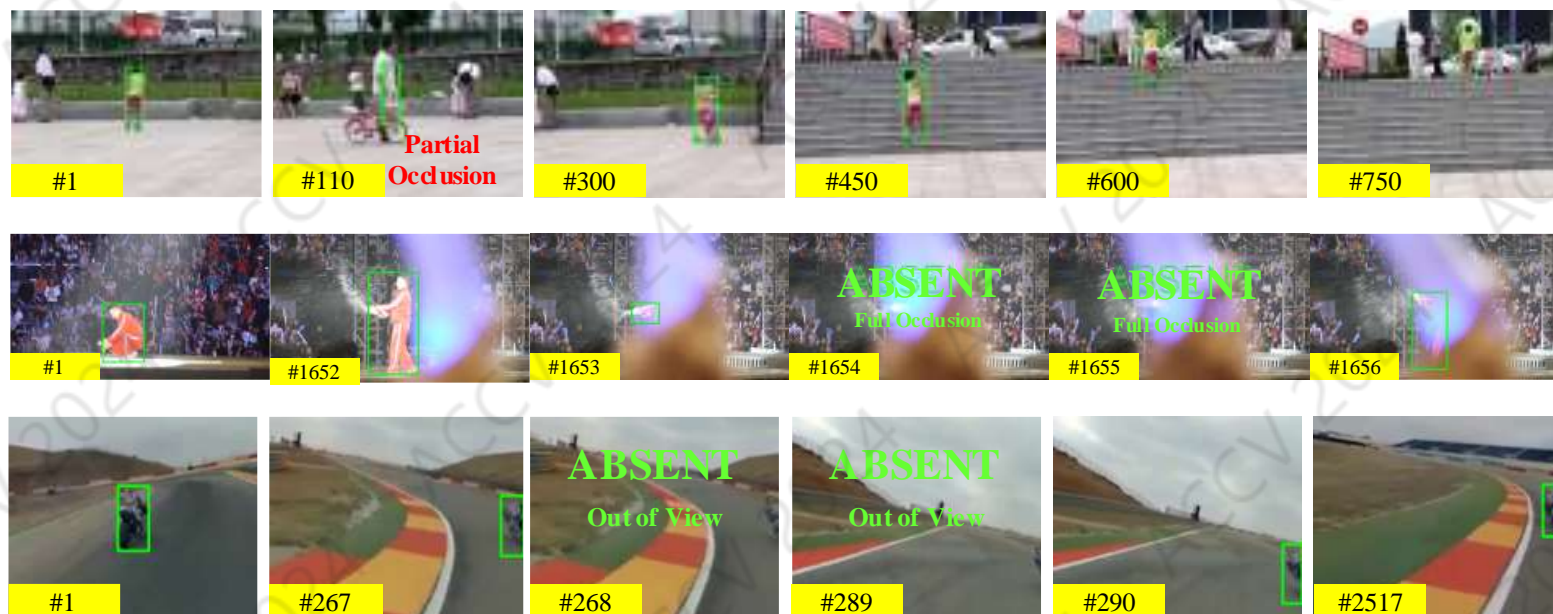 Partial
Occlusion
#1
#110
#300
#450
#600
#750
ABSENT
Full Occlusion
ABSENT
Full Occlusion
#1
#1652
#1653
#1654
#1655
#1656
ABSENT
Out of View
ABSENT
Out of View
#1
#267
#268
#289
#290
#2517